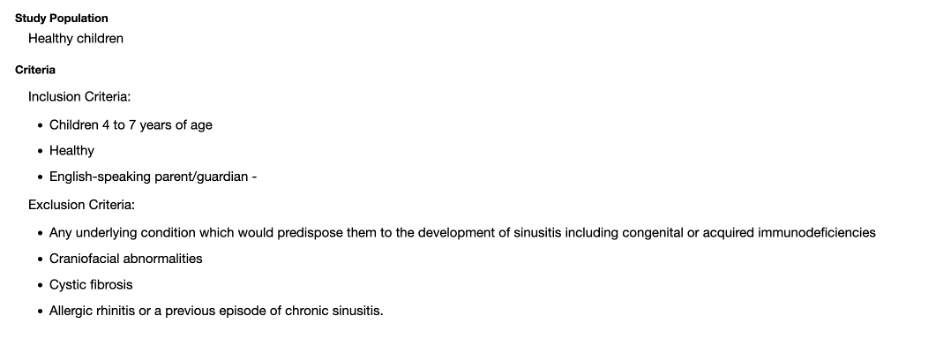 Study Population
Healthy children
Criteria
Inclusion Criteria:
• Children 4 to 7 years of age
• Healthy
• English-speaking parent/guardian -
Exclusion Criteria:
• Any underlying condition which would predispose them to the development of sinusitis including congenital or acquired immunodeficiencies
• Craniofacial abnormalities
• Cystic fibrosis
• Allergic rhinitis or a previous episode of chronic sinusitis.